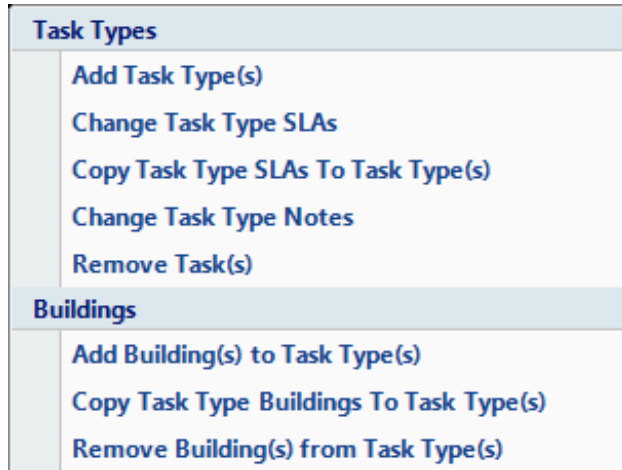 Task Types
Add Task Type(s)
Change Task Type SLAs
Copy Task Type SLAs To Task Type(s)
Change Task Type Notes
Remove Task(s)
Buildings
Add Building(s) to Task Type(s)
Copy Task Type Buildings To Task Type(s)
Remove Building(s) from Task Type(s)